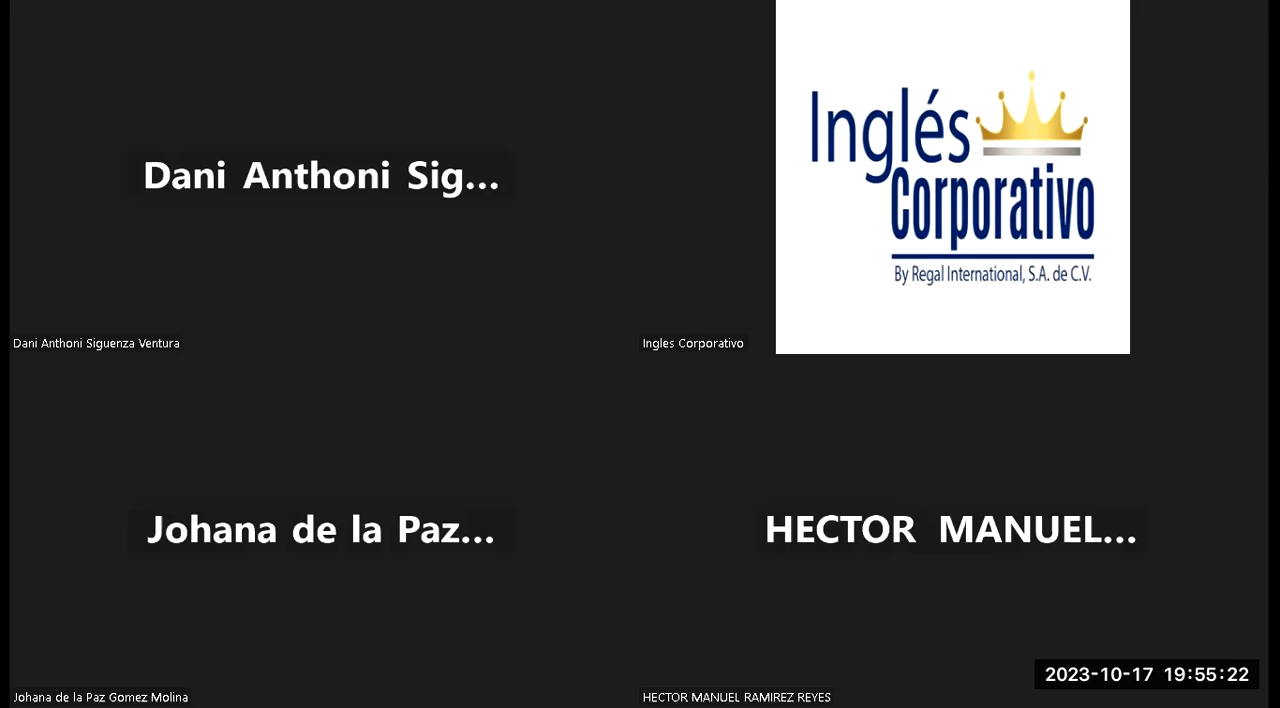 Dani Anthoni Sig...
Dani Anthoni Siguenza Ventura
Inglés
Corporativo
By Regal International, S.A. de C.V.
Ingles Corporativo
Johana de la Paz...
Johana de la Paz Gomez Molina
HECTOR MANUEL...
HECTOR MANUEL RAMIREZ REYES
2023-10-17 19:55:22